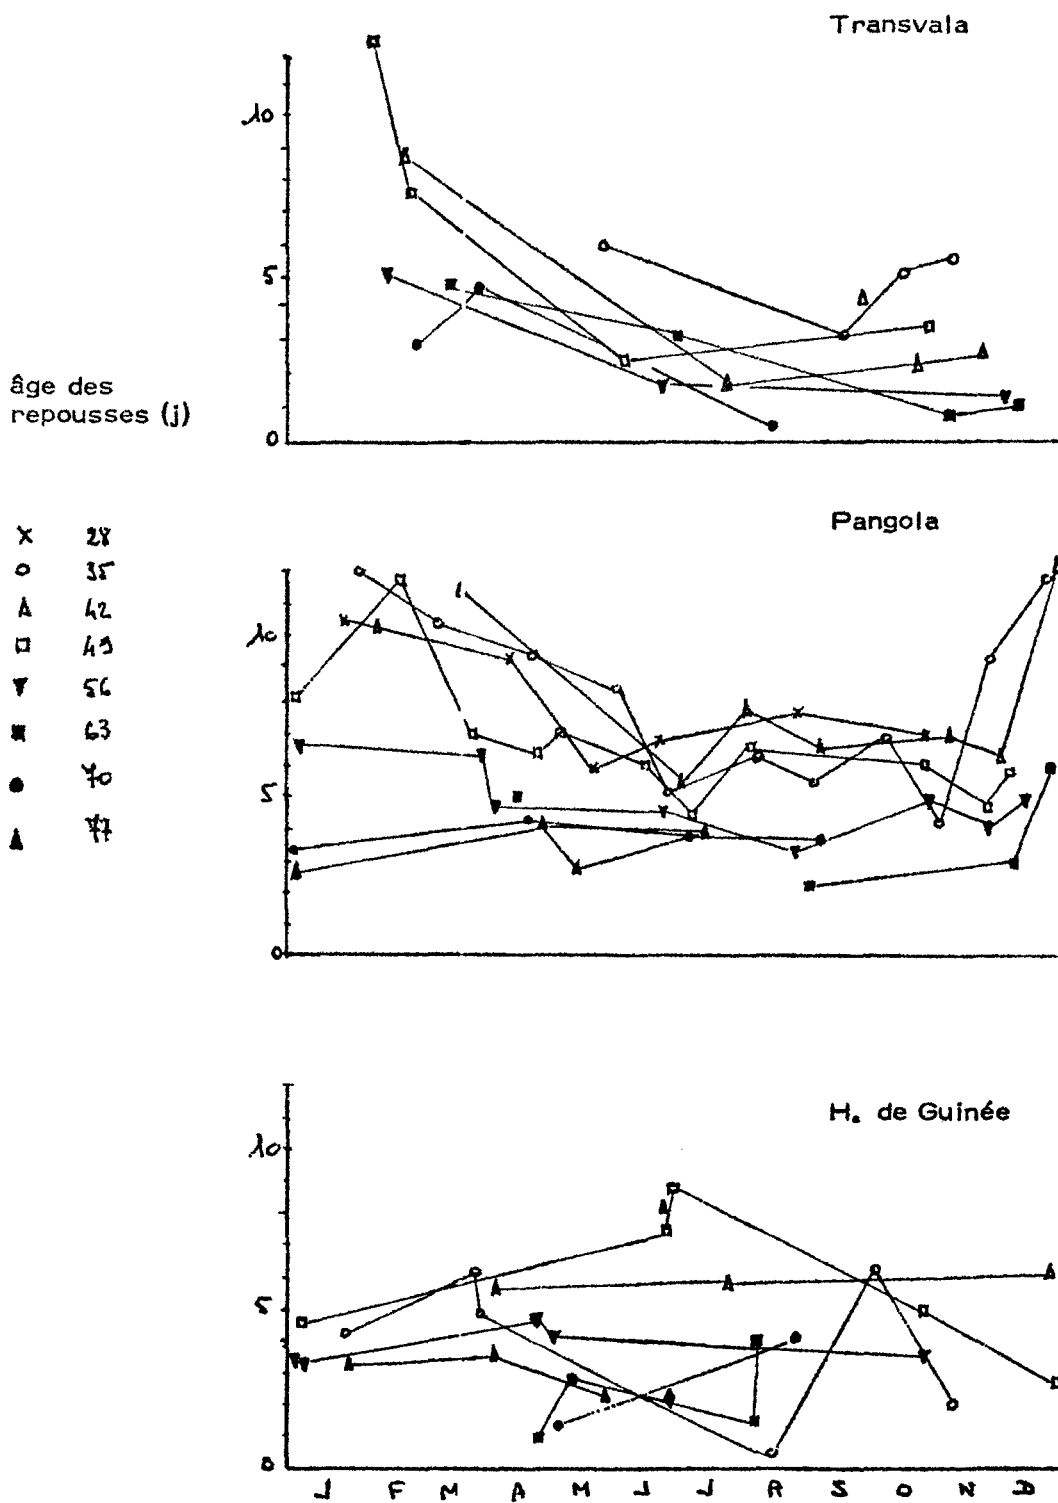 Transvala
10
5
0
âge des
repousses (j)
x 28
o 35
42
49
56
63
70
77
Pangola
10
5
0
H. de Guinée
10
5
0
J F M A M J J A S O N D